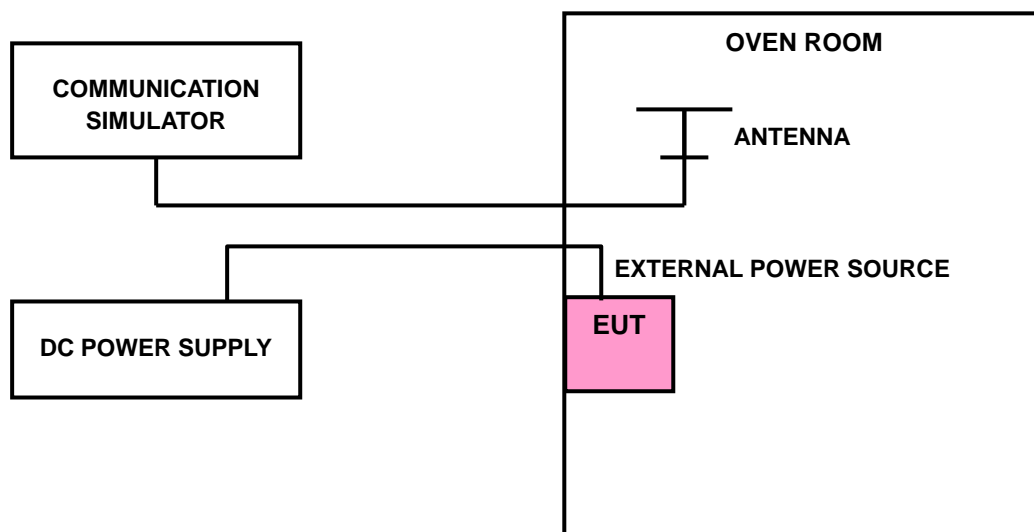 OVEN ROOM
COMMUNICATION
SIMULATOR
ANTENNA
EXTERNAL POWER SOURCE
EUT
DC POWER SUPPLY